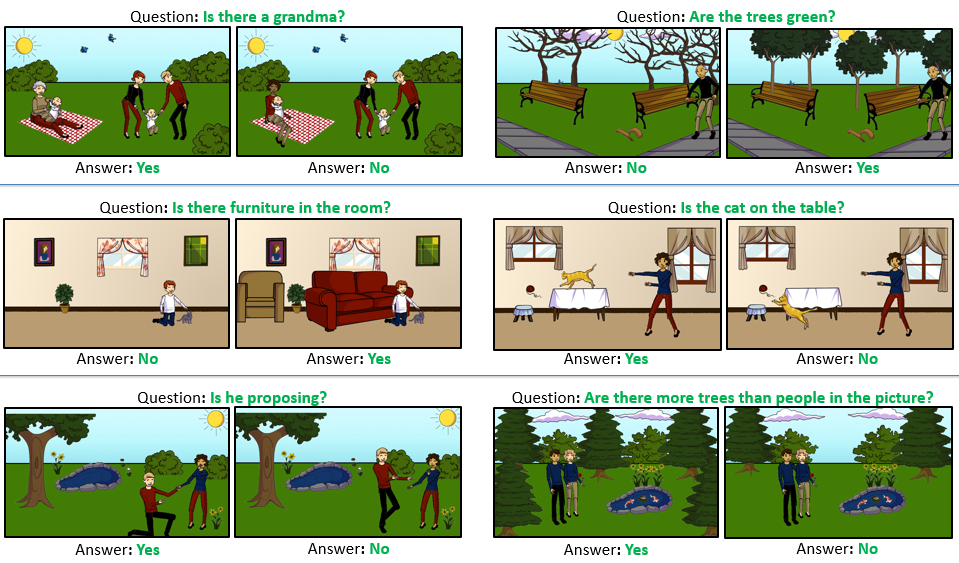 Question: Is there a grandma?
Answer: Yes
Answer: No
Question: Are the trees green?
Answer: No
Answer: Yes
Question: Is there furniture in the room?
Answer: No
Answer: Yes
Question: Is the cat on the table?
Answer: Yes
Answer: No
Question: Is he proposing?
Answer: Yes
Answer: No
Question: Are there more trees than people in the picture?
Answer: Yes
Answer: No